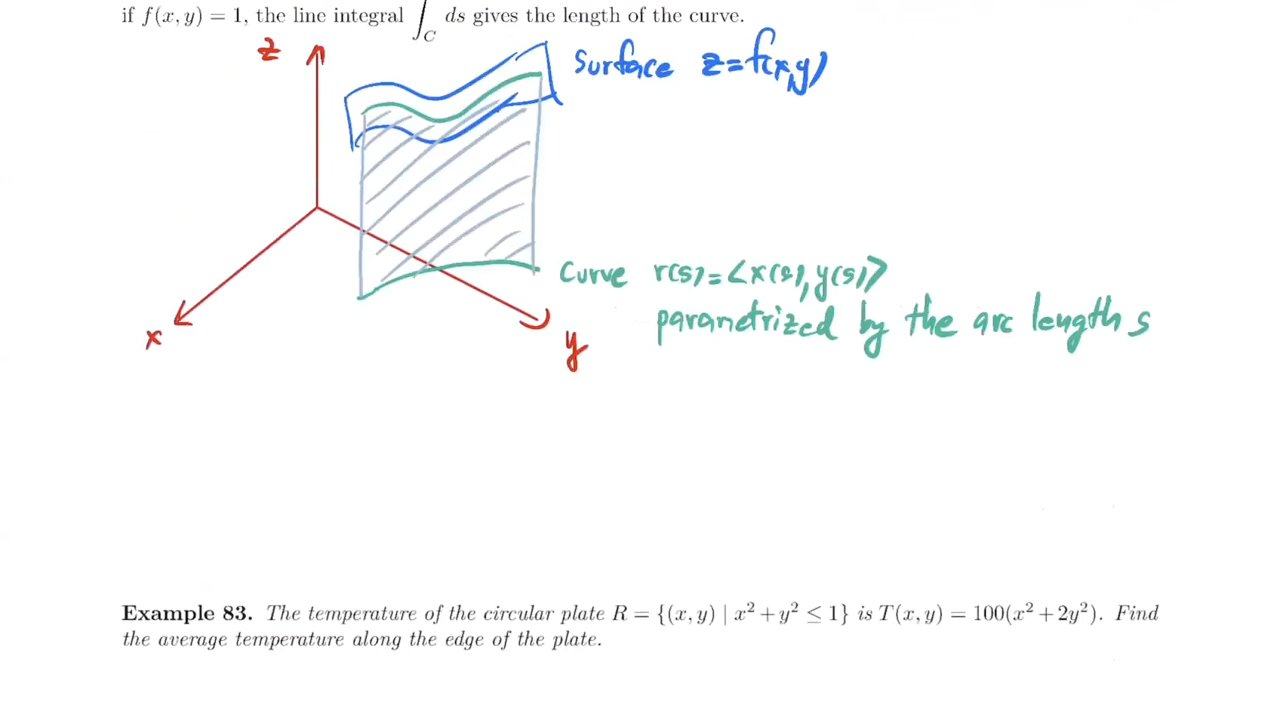 if f(x, y) = 1, the line integral ∫_C ds gives the length of the curve.
z
Surface z=f(x,y)
Curve r(s)=<x(s),y(s)>
parametrized by the arc length s
x
y
Example 83. The temperature of the circular plate R = {(x, y) | x² + y² ≤ 1} is T(x, y) = 100(x² + 2y²). Find
the average temperature along the edge of the plate.